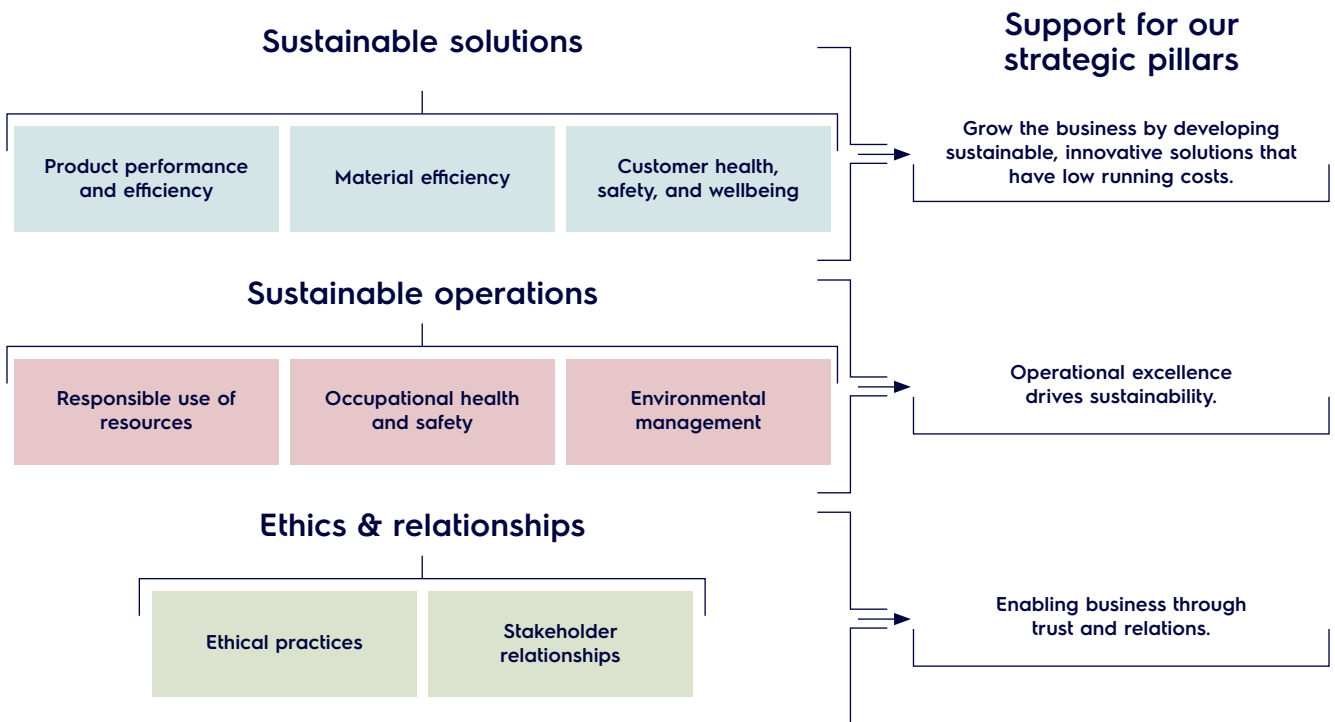 Sustainable solutions
Support for our
strategic pillars
Product performance
and efficiency
Material efficiency
Customer health,
safety, and wellbeing
Grow the business by developing
sustainable, innovative solutions that
have low running costs.
Sustainable operations
Responsible use of
resources
Occupational health
and safety
Environmental
management
Operational excellence
drives sustainability.
Ethics & relationships
Ethical practices
Stakeholder
relationships
Enabling business through
trust and relations.